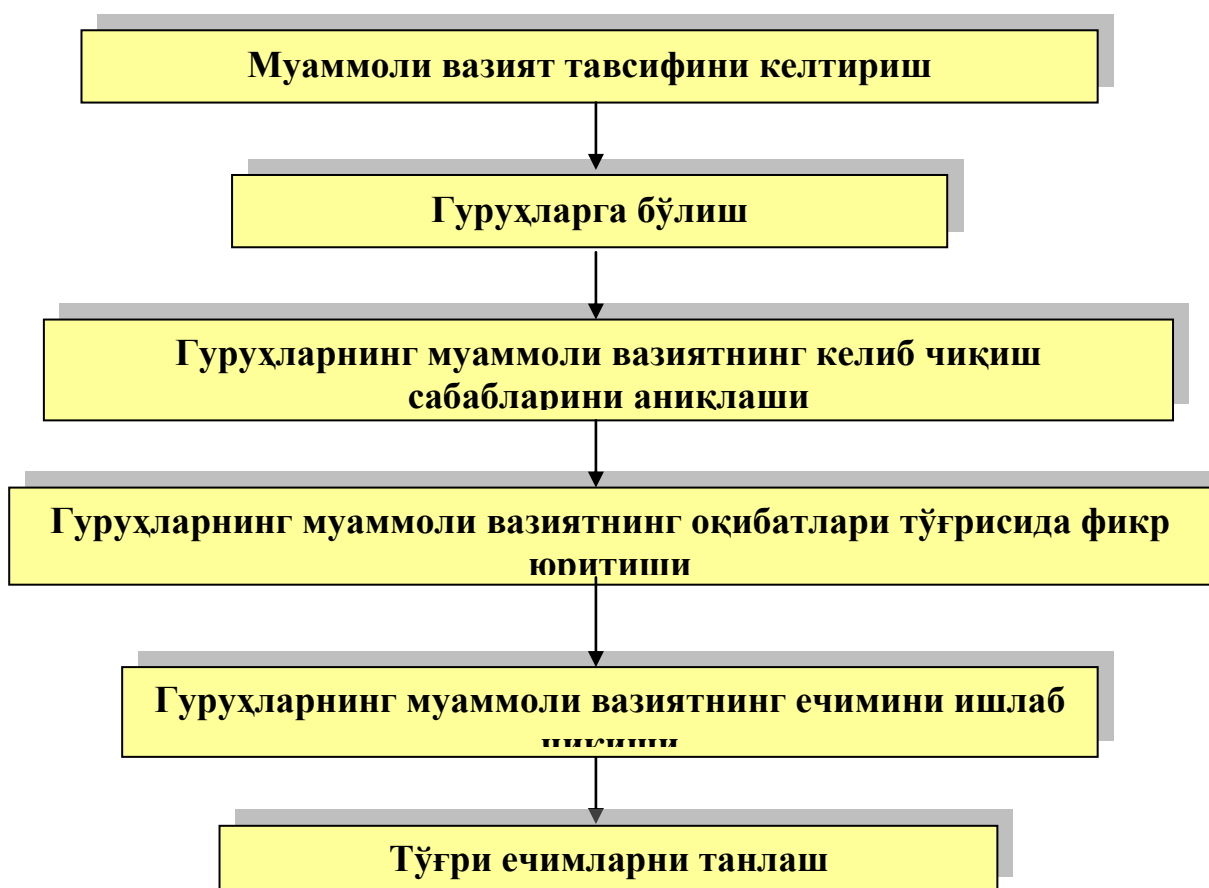 Муаммоли вазият тавсифини келтириш
Гуруҳларга бўлиш
Гуруҳларнинг муаммоли вазиятнинг келиб чиқиш
сабабларини аниқлаши
Гуруҳларнинг муаммоли вазиятнинг оқибатлари тўғрисида фикр
юритиши
Гуруҳларнинг муаммоли вазиятнинг ечимини ишлаб
чиқиши
Тўғри ечимларни танлаш